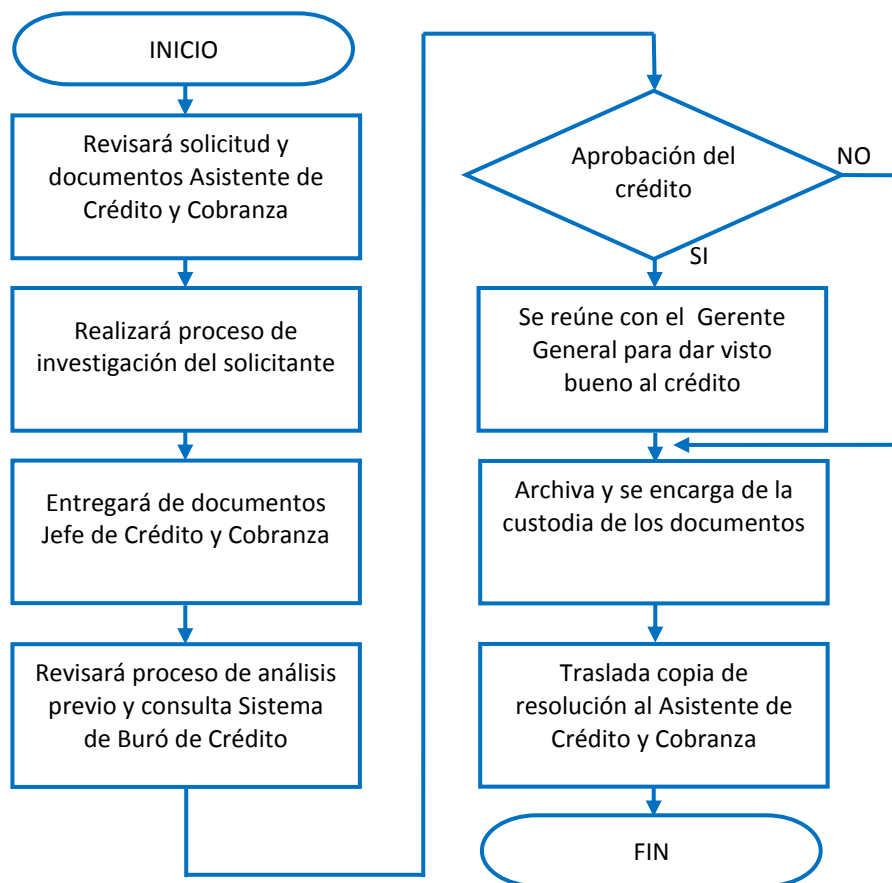 INICIO
Revisará solicitud y
documentos Asistente de
Crédito y Cobranza
Realizará proceso de
investigación del solicitante
Entregará de documentos
Jefe de Crédito y Cobranza
Revisará proceso de análisis
previo y consulta Sistema
de Buró de Crédito
Aprobación del
crédito
NO
SI
Se reúne con el Gerente
General para dar visto
bueno al crédito
Archiva y se encarga de la
custodia de los documentos
Traslada copia de
resolución al Asistente de
Crédito y Cobranza
FIN